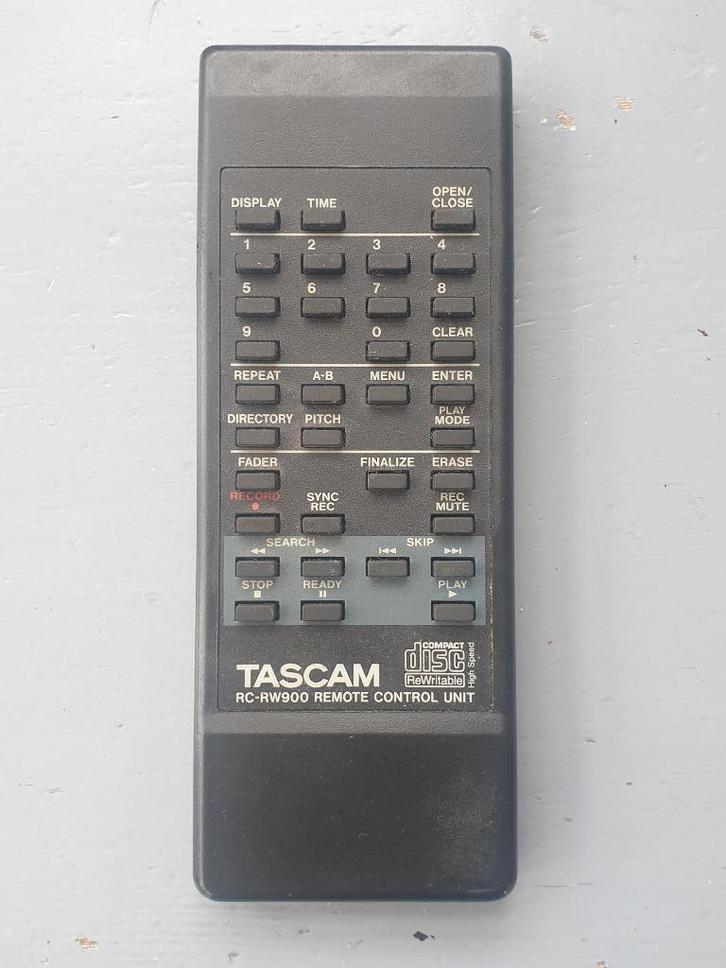 DISPLAY TIME OPEN/
CLOSE
1 2 3 4
5 6 7 8
9 0 CLEAR
REPEAT A-B MENU ENTER
DIRECTORY PITCH PLAY
MODE
FADER FINALIZE ERASE
RECORD SYNC
REC REC
MUTE
SEARCH SKIP
STOP READY PLAY
TASCAM
COMPACT
disc
ReWritable
High Speed
RC-RW900 REMOTE CONTROL UNIT